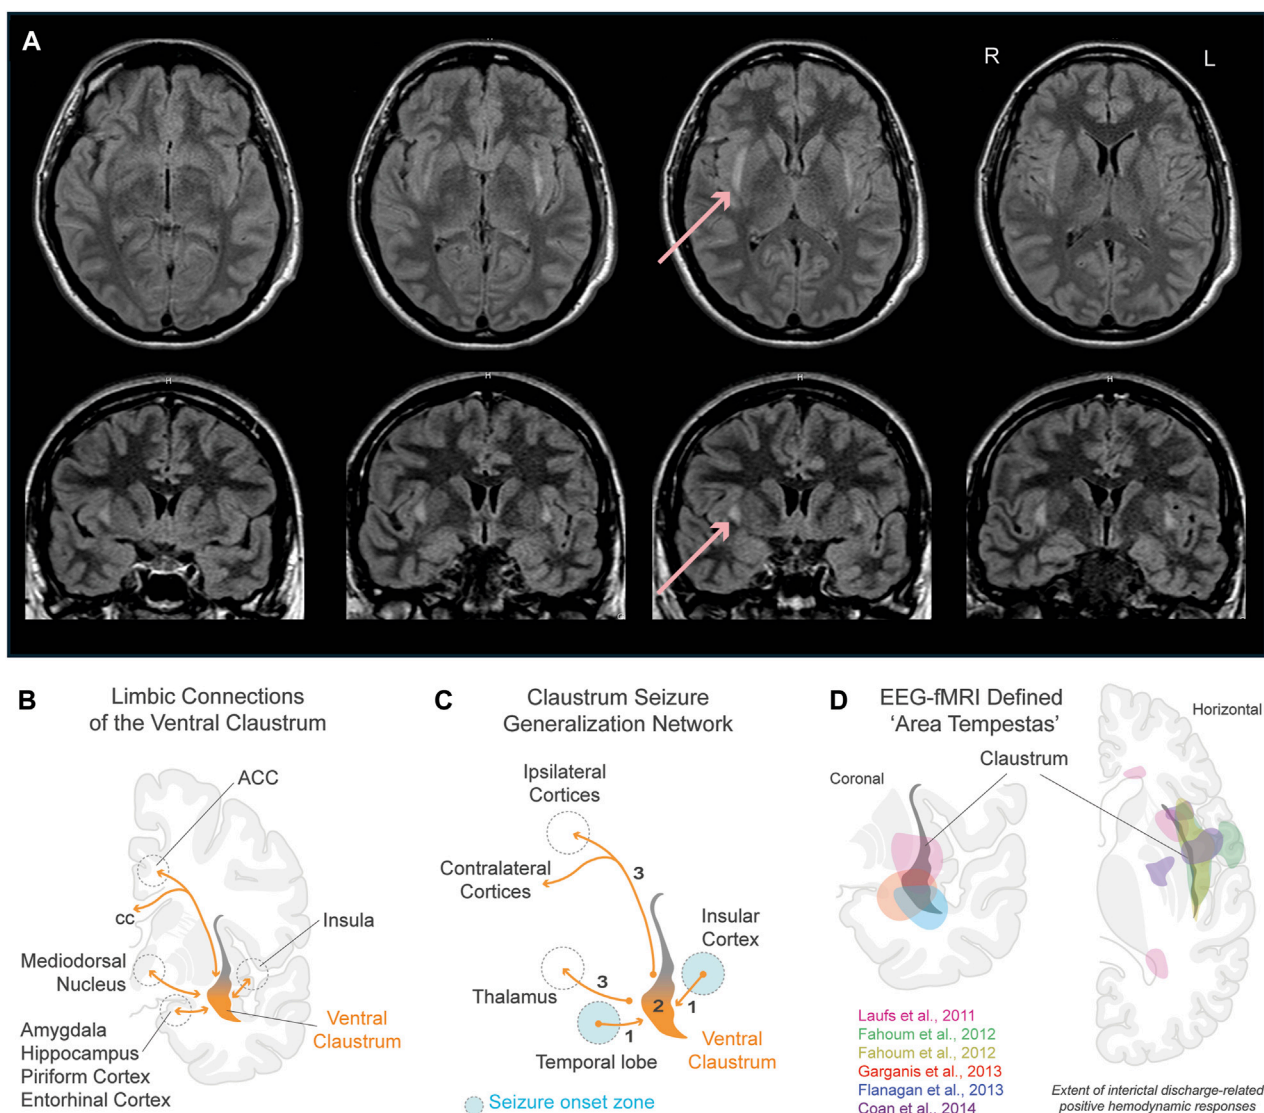 A
R
L
H
H
H
H
B
Limbic Connections
of the Ventral Claustrum
ACC
cc
Insula
Mediodorsal
Nucleus
Ventral
Claustrum
Amygdala
Hippocampus
Piriform Cortex
Entorhinal Cortex
C
Claustrum Seizure
Generalization Network
Ipsilateral
Cortices
Contralateral
Cortices
3
Insular
Cortex
Thalamus
3
2
1
1
Temporal lobe
Ventral
Claustrum
Seizure onset zone
D
EEG-fMRI Defined
‘Area Tempestas’
Horizontal
Claustrum
Coronal
Laufs et al., 2011
Fahoum et al., 2012
Fahoum et al., 2012
Garganis et al., 2013
Flanagan et al., 2013
Coan et al., 2014
Extent of interictal discharge-related
positive hemodynamic responses